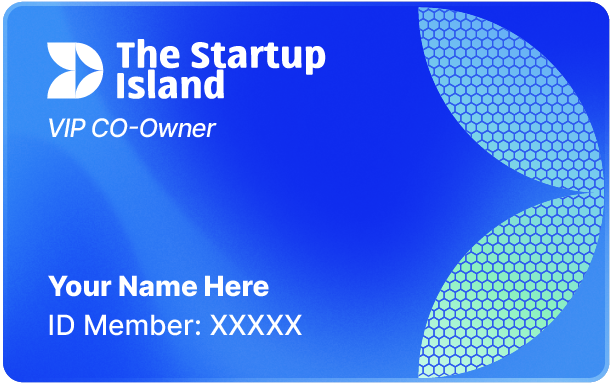 The Startup
Island
VIP CO-Owner
Your Name Here
ID Member: XXXXX